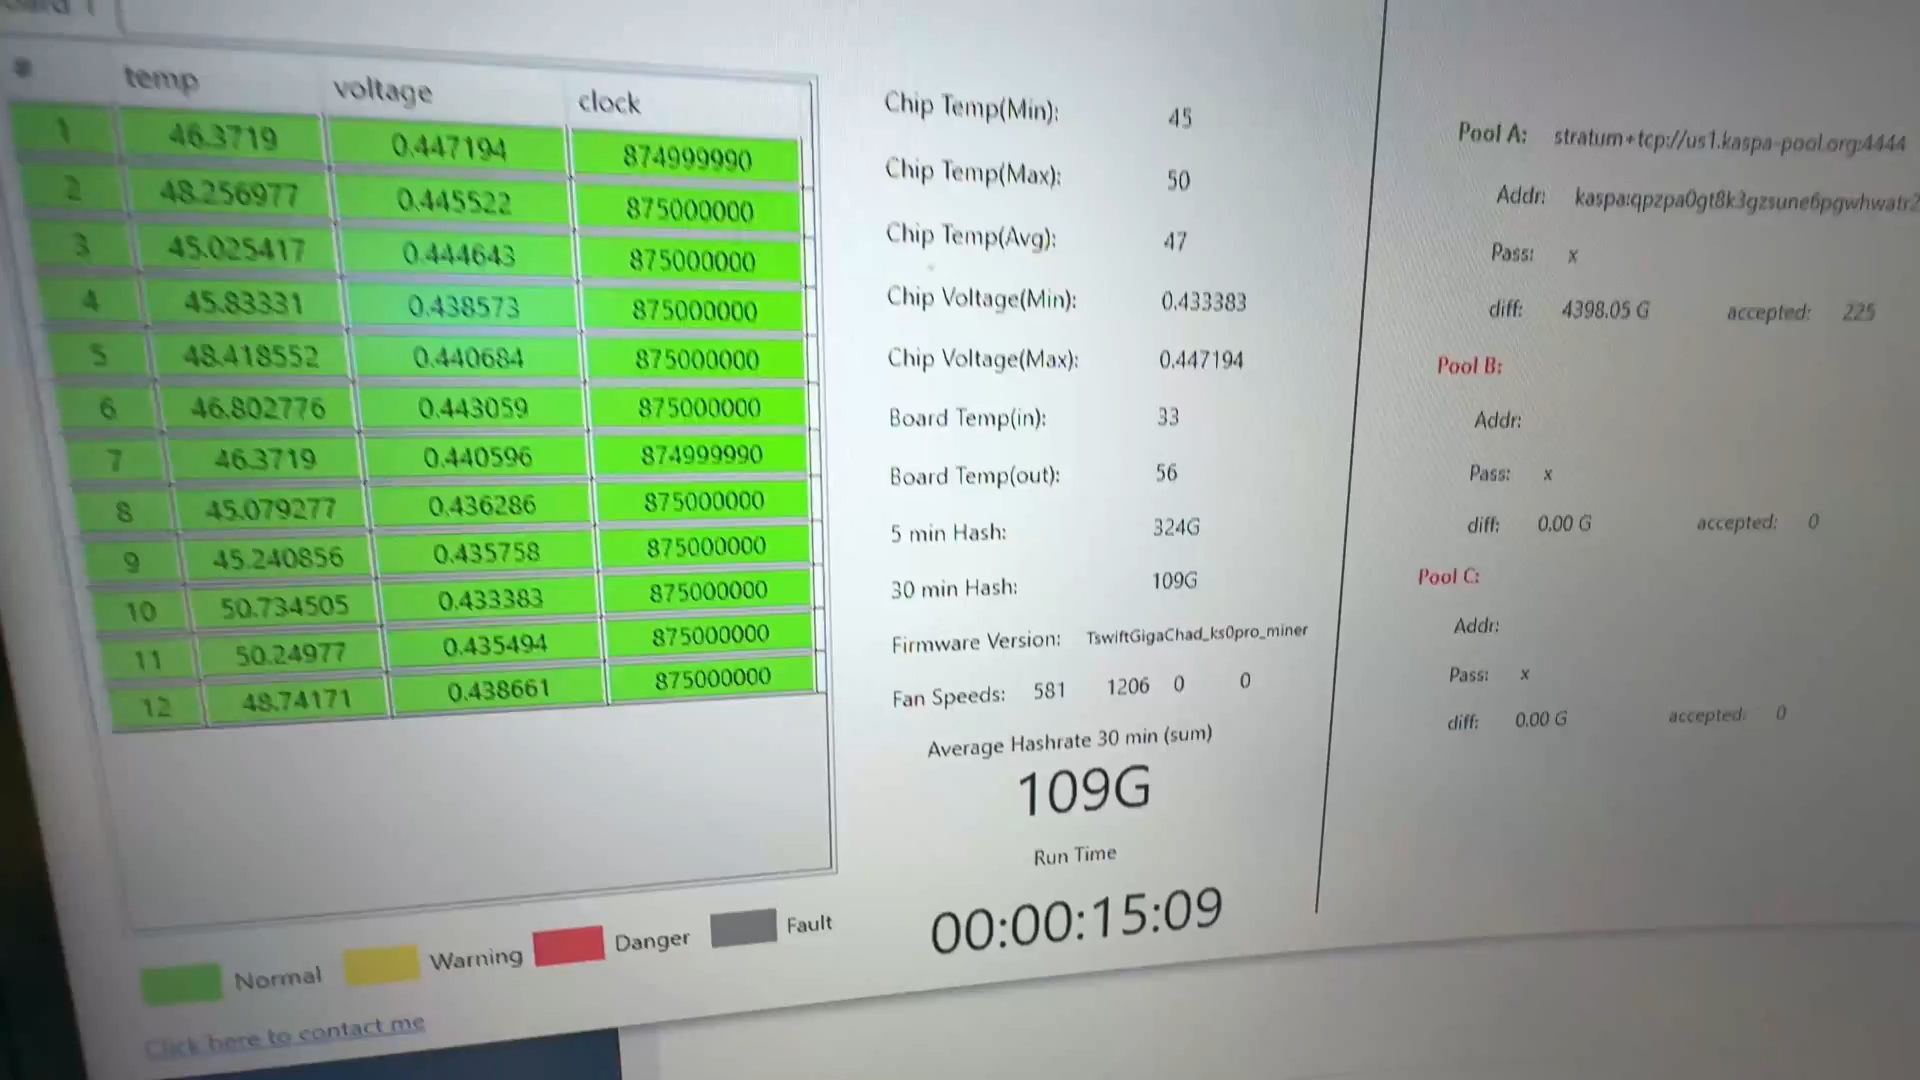 # temp voltage clock
1 46.3719 0.447194 874999990
2 48.256977 0.445522 875000000
3 45.025417 0.444643 875000000
4 45.83331 0.438573 875000000
5 48.418552 0.440684 875000000
6 46.802776 0.443059 875000000
7 46.3719 0.440596 874999990
8 45.079277 0.436286 875000000
9 45.240856 0.435758 875000000
10 50.734505 0.433383 875000000
11 50.24977 0.435494 875000000
12 48.74171 0.438661 875000000
Normal Warning Danger Fault
Click here to contact me
Chip Temp(Min): 45
Chip Temp(Max): 50
Chip Temp(Avg): 47
Chip Voltage(Min): 0.433383
Chip Voltage(Max): 0.447194
Board Temp(in): 33
Board Temp(out): 56
5 min Hash: 324G
30 min Hash: 109G
Firmware Version: TswiftGigaChad_ks0pro_miner
Fan Speeds: 581 1206 0 0
Average Hashrate 30 min (sum)
109G
Run Time
00:00:15:09
Pool A: stratum+tcp://us1.kaspa-pool.org:4444
Addr: kaspa:qpzpa0gt8k3gzsune6pgwhwatr2
Pass: x
diff: 4398.05 G accepted: 225
Pool B:
Addr:
Pass: x
diff: 0.00 G accepted: 0
Pool C:
Addr:
Pass: x
diff: 0.00 G accepted: 0